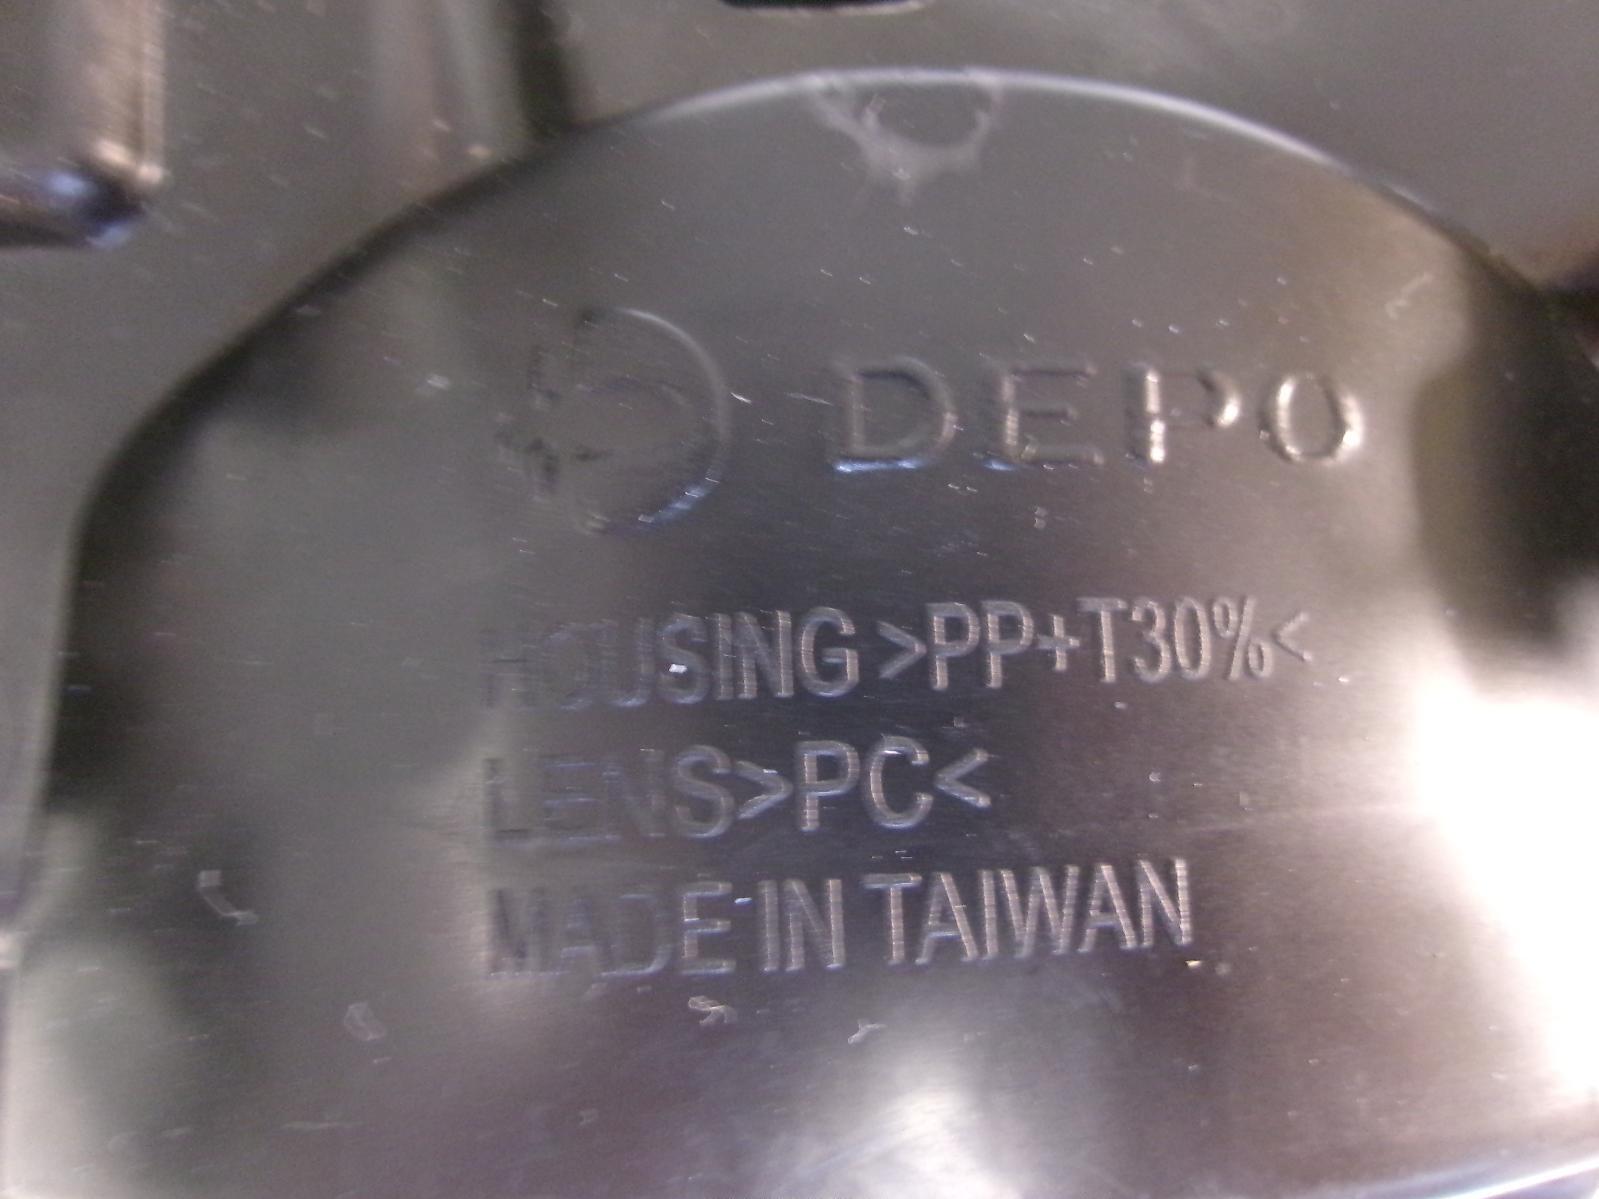 DEPO
HOUSING >PP+T30%<
LENS>PC<
MADE IN TAIWAN